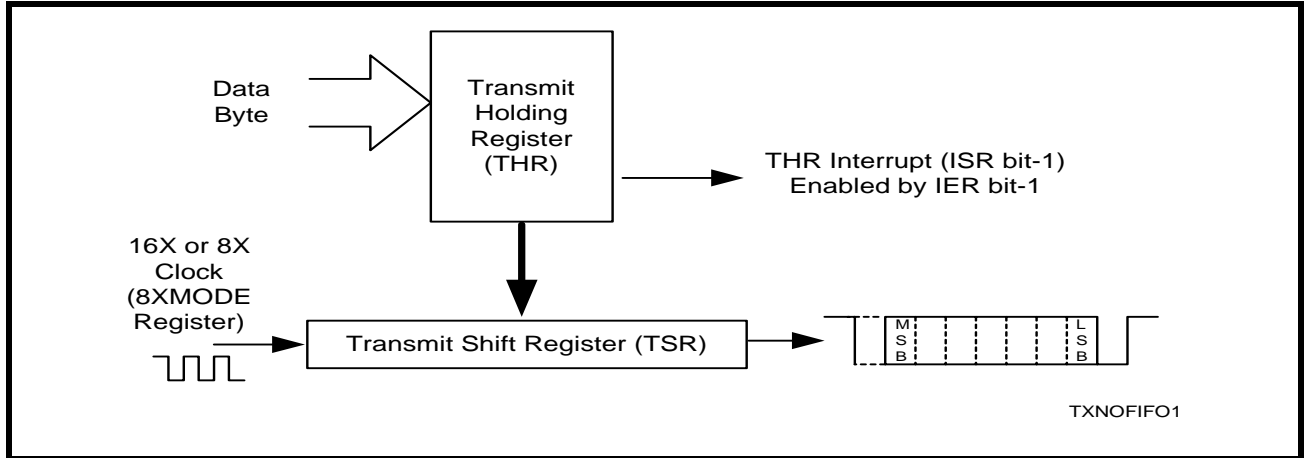 Data
Byte
Transmit
Holding
Register
(THR)
THR Interrupt (ISR bit-1)
Enabled by IER bit-1
16X or 8X
Clock
(8XMODE
Register)
Transmit Shift Register (TSR)
M
S
B
L
S
B
TXNOFIFO1